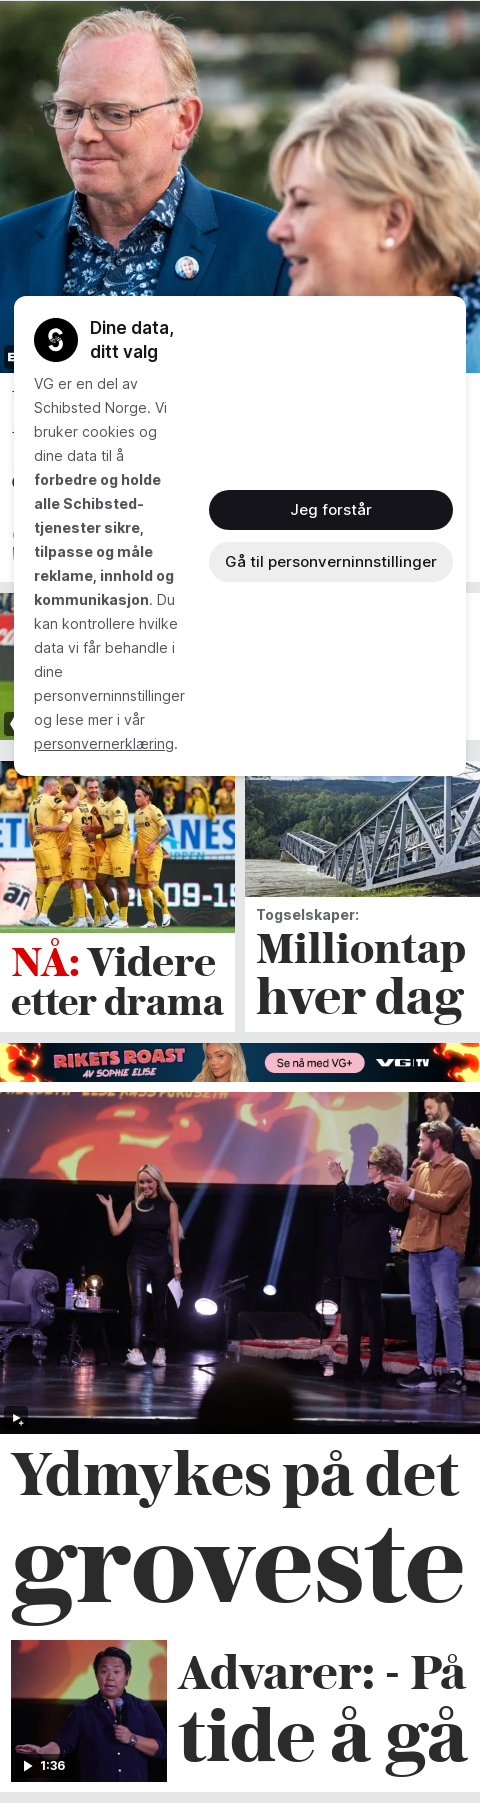 Dine data,
ditt valg
VG er en del av
Schibsted Norge. Vi
bruker cookies og
dine data til å
forbedre og holde
alle Schibsted-
tjenester sikre,
tilpasse og måle
reklame, innhold og
kommunikasjon. Du
kan kontrollere hvilke
data vi får behandle i
dine
personverninnstillinger
og lese mer i vår
personvernerklæring.
Jeg forstår
Gå til personverninnstillinger
NÅ: Videre
etter drama
Togselskaper:
Milliontap
hver dag
RIKETS ROAST
AV SOPHIE ELISE
Se nå med VG+
VG TV
Ydmykes på det
groveste
1:36
Advarer: - På
tide å gå